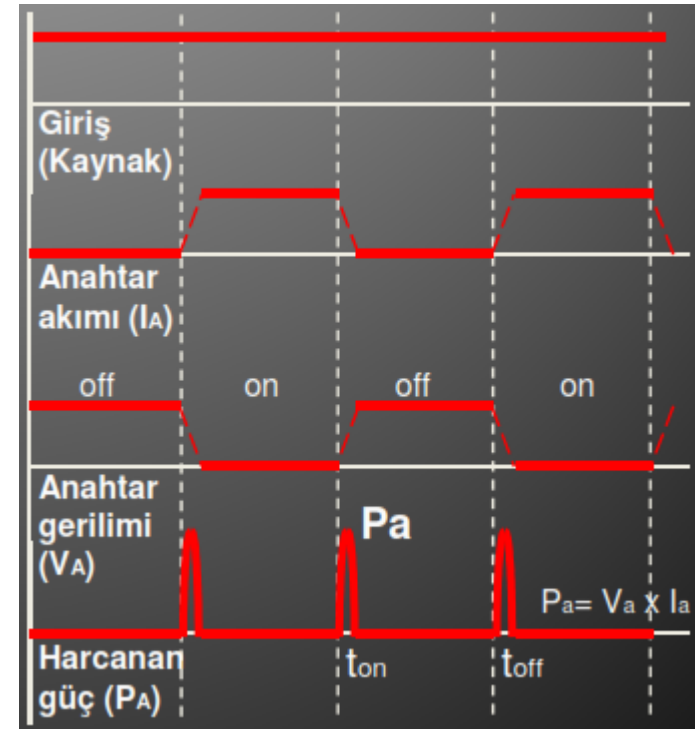 Giriş
(Kaynak)
Anahtar
akımı (IA)
off on off on
Anahtar
gerilimi
(VA)
Pa
Pa= Va x Ia
Harcanan
güç (PA)
ton toff